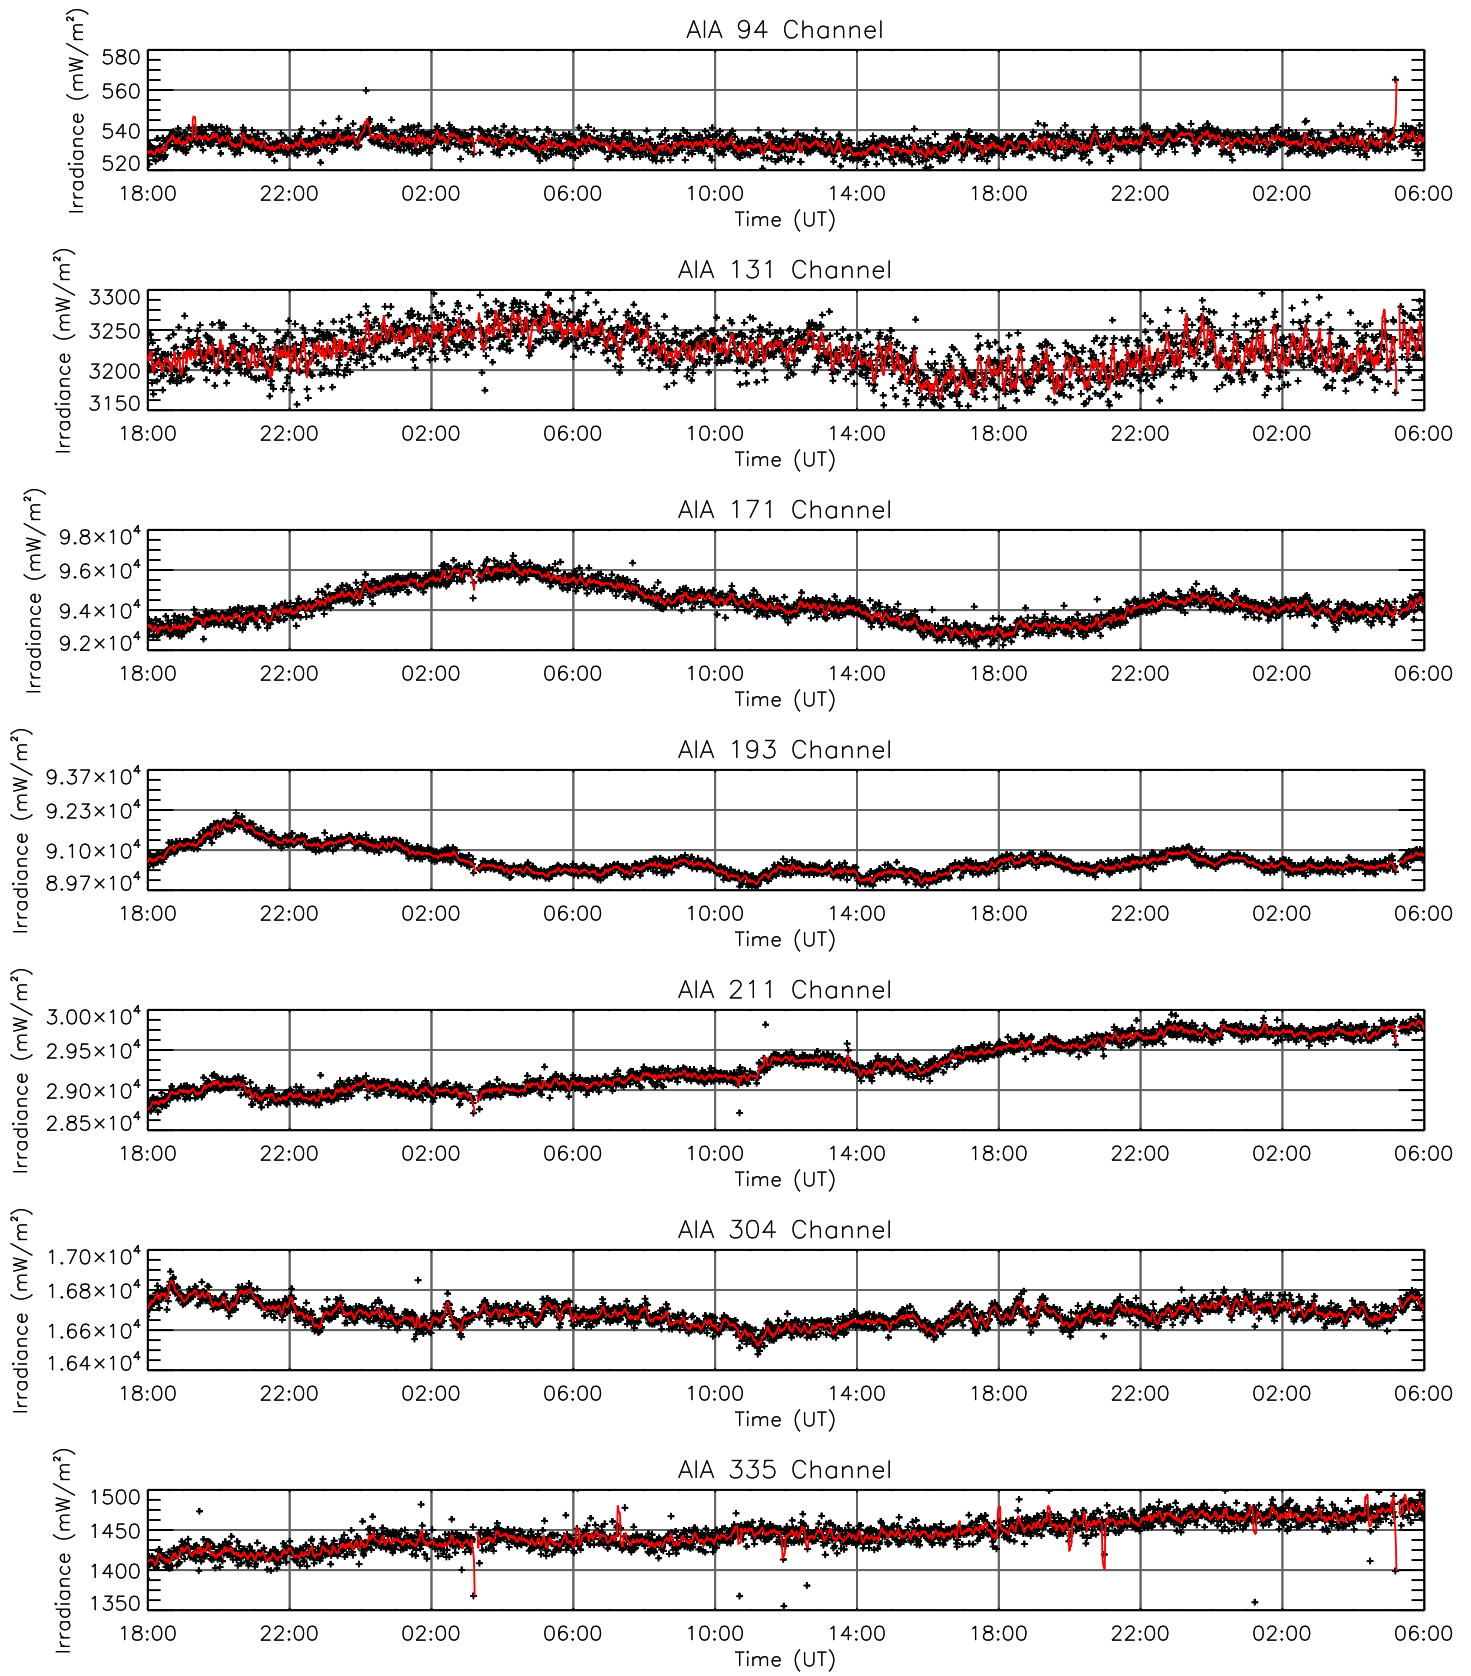 AIA 94 Channel
Irradiance (mW/m²)
580
560
540
520
18:00 22:00 02:00 06:00 10:00 14:00 18:00 22:00 02:00 06:00
Time (UT)
AIA 131 Channel
Irradiance (mW/m²)
3300
3250
3200
3150
18:00 22:00 02:00 06:00 10:00 14:00 18:00 22:00 02:00 06:00
Time (UT)
AIA 171 Channel
Irradiance (mW/m²)
9.8×10⁴
9.6×10⁴
9.4×10⁴
9.2×10⁴
18:00 22:00 02:00 06:00 10:00 14:00 18:00 22:00 02:00 06:00
Time (UT)
AIA 193 Channel
Irradiance (mW/m²)
9.37×10⁴
9.23×10⁴
9.10×10⁴
8.97×10⁴
18:00 22:00 02:00 06:00 10:00 14:00 18:00 22:00 02:00 06:00
Time (UT)
AIA 211 Channel
Irradiance (mW/m²)
3.00×10⁴
2.95×10⁴
2.90×10⁴
2.85×10⁴
18:00 22:00 02:00 06:00 10:00 14:00 18:00 22:00 02:00 06:00
Time (UT)
AIA 304 Channel
Irradiance (mW/m²)
1.70×10⁴
1.68×10⁴
1.66×10⁴
1.64×10⁴
18:00 22:00 02:00 06:00 10:00 14:00 18:00 22:00 02:00 06:00
Time (UT)
AIA 335 Channel
Irradiance (mW/m²)
1500
1450
1400
1350
18:00 22:00 02:00 06:00 10:00 14:00 18:00 22:00 02:00 06:00
Time (UT)